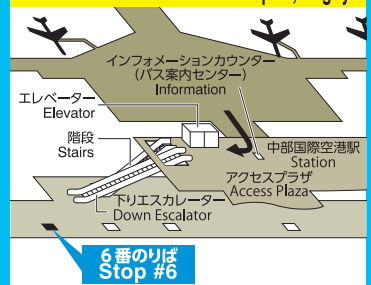 インフォメーションカウンター
（バス案内センター）
Information
エレベーター
Elevator
階段
Stairs
中部国際空港駅
Station
アクセスプラザ
Access Plaza
下りエスカレーター
Down Escalator
6番のりば
Stop #6